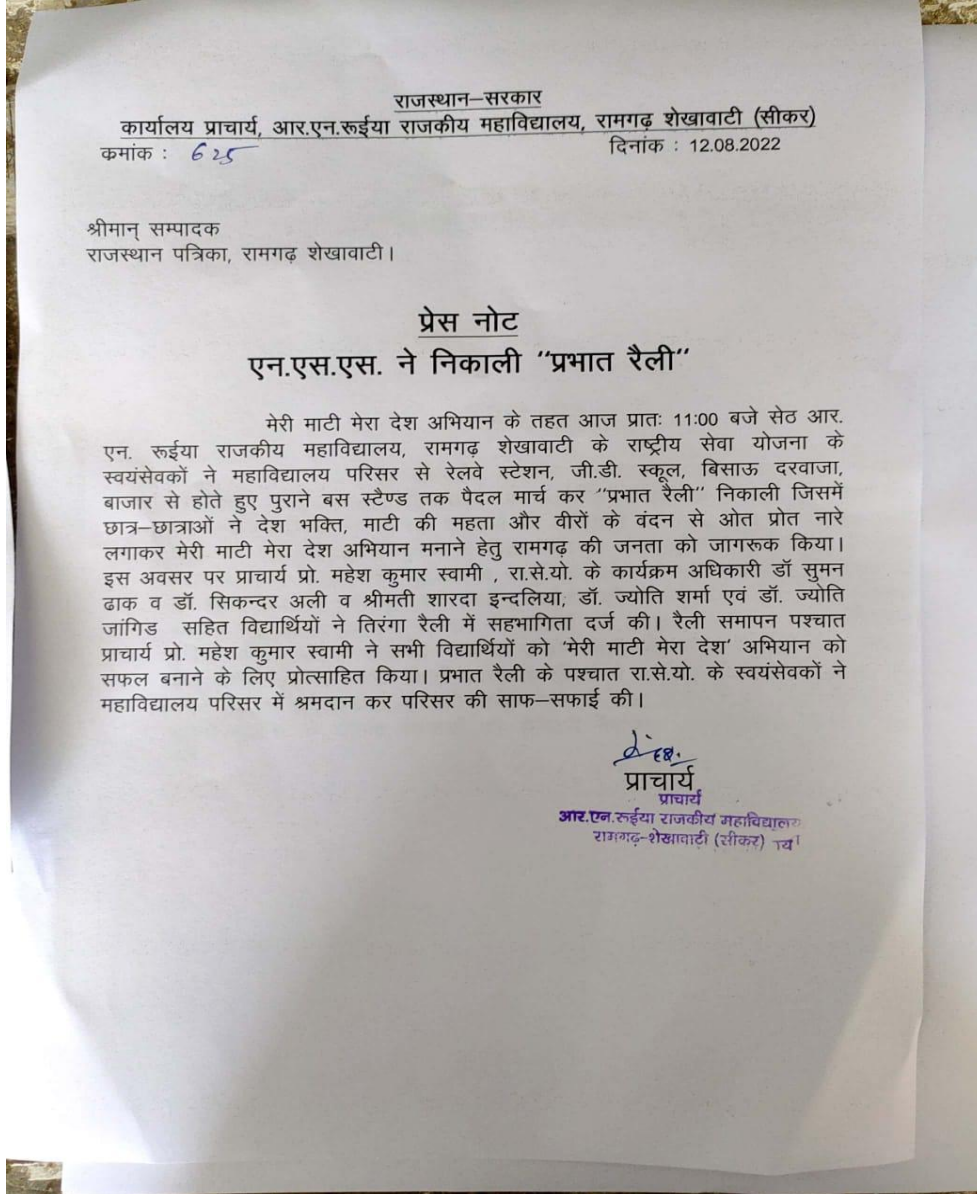 राजस्थान–सरकार
कार्यालय प्राचार्य, आर.एन.रूईया राजकीय महाविद्यालय, रामगढ़ शेखावाटी (सीकर)
कमांक : 625 दिनांक : 12.08.2022
श्रीमान् सम्पादक
राजस्थान पत्रिका, रामगढ़ शेखावाटी।
प्रेस नोट
एन.एस.एस. ने निकाली “प्रभात रैली”
मेरी माटी मेरा देश अभियान के तहत आज प्रातः 11:00 बजे सेठ आर.
एन. रूईया राजकीय महाविद्यालय, रामगढ़ शेखावाटी के राष्ट्रीय सेवा योजना के
स्वयंसेवकों ने महाविद्यालय परिसर से रेलवे स्टेशन, जी.डी. स्कूल, बिसाऊ दरवाजा,
बाजार से होते हुए पुराने बस स्टैण्ड तक पैदल मार्च कर “प्रभात रैली” निकाली जिसमें
छात्र–छात्राओं ने देश भक्ति, माटी की महता और वीरों के वंदन से ओत प्रोत नारे
लगाकर मेरी माटी मेरा देश अभियान मनाने हेतु रामगढ़ की जनता को जागरूक किया।
इस अवसर पर प्राचार्य प्रो. महेश कुमार स्वामी , रा.से.यो. के कार्यक्रम अधिकारी डॉ सुमन
ढाक व डॉ. सिकन्दर अली व श्रीमती शारदा इन्दलिया, डॉ. ज्योति शर्मा एवं डॉ. ज्योति
जांगिड सहित विद्यार्थियों ने तिरंगा रैली में सहभागिता दर्ज की। रैली समापन पश्चात
प्राचार्य प्रो. महेश कुमार स्वामी ने सभी विद्यार्थियों को ‘मेरी माटी मेरा देश’ अभियान को
सफल बनाने के लिए प्रोत्साहित किया। प्रभात रैली के पश्चात रा.से.यो. के स्वयंसेवकों ने
महाविद्यालय परिसर में श्रमदान कर परिसर की साफ–सफाई की।
प्राचार्य
प्राचार्य
आर.एन.रूईया राजकीय महाविद्यालय
रामगढ़-शेखावाटी (सीकर)